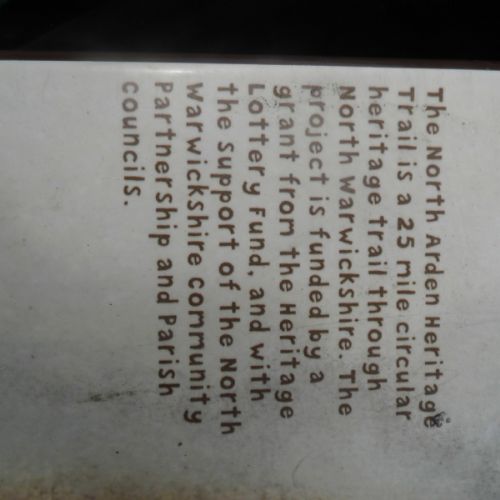 The North Arden Heritage
Trail is a 25 mile circular
heritage trail through
North Warwickshire. The
project is funded by a
grant from the Heritage
Lottery Fund, and with
the support of the North
Warwickshire community
Partnership and Parish
councils.